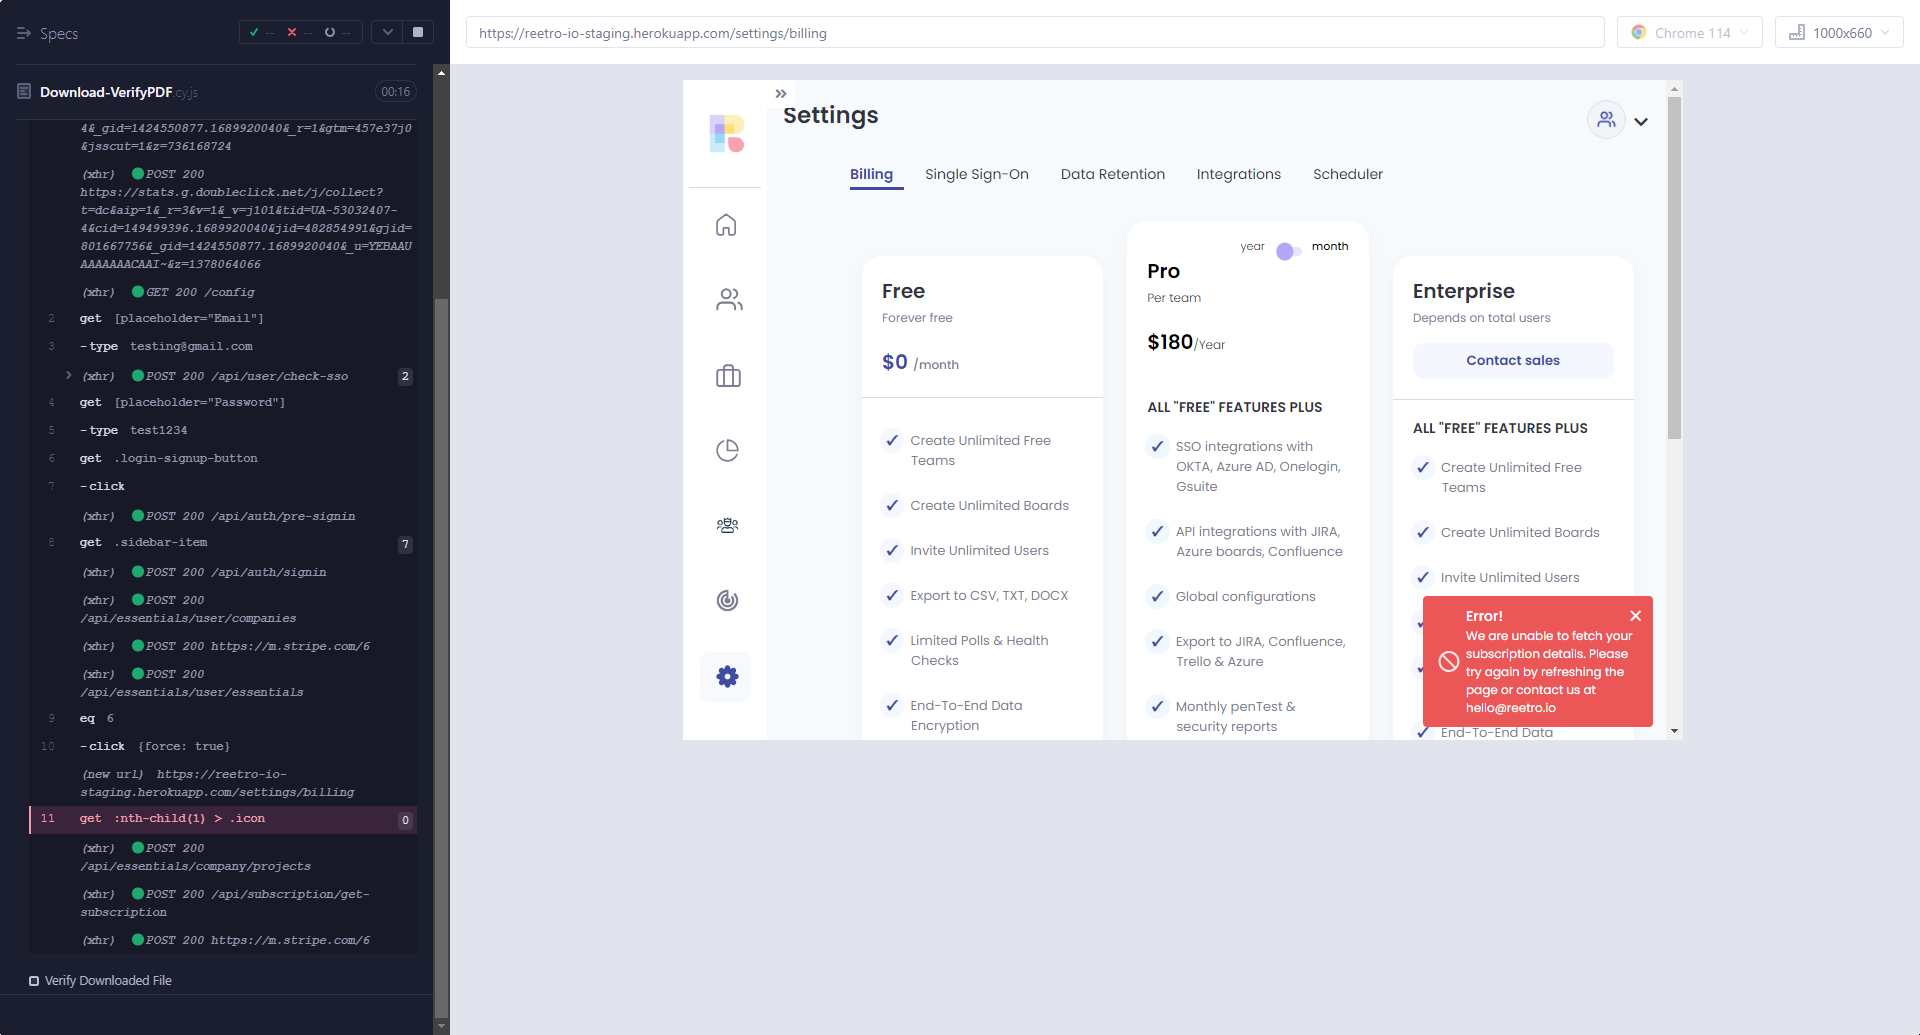 Specs
-- -- --
Download-VerifyPDF.cy.js
00:16
4&_gid=1424550877.1689920040&_r=1&gtm=457e37j0
&jsscut=1&z=736168724
(xhr) POST 200
https://stats.g.doubleclick.net/j/collect?
t=dc&aip=1&_r=3&v=1&_v=j101&tid=UA-53032407-
4&cid=149499396.1689920040&jid=482854991&gjid=
801667756&_gid=1424550877.1689920040&_u=YEBAAU
AAAAAAACAAI~&z=1378064066
(xhr) GET 200 /config
2 get [placeholder="Email"]
3 -type testing@gmail.com
(xhr) POST 200 /api/user/check-sso 2
4 get [placeholder="Password"]
5 -type test1234
6 get .login-signup-button
7 -click
(xhr) POST 200 /api/auth/pre-signin
8 get .sidebar-item 7
(xhr) POST 200 /api/auth/signin
(xhr) POST 200
/api/essentials/user/companies
(xhr) POST 200 https://m.stripe.com/6
(xhr) POST 200
/api/essentials/user/essentials
9 eq 6
10 -click {force: true}
(new url) https://reetro-io-
staging.herokuapp.com/settings/billing
11 get :nth-child(1) > .icon 0
(xhr) POST 200
/api/essentials/company/projects
(xhr) POST 200 /api/subscription/get-
subscription
(xhr) POST 200 https://m.stripe.com/6
Verify Downloaded File
https://reetro-io-staging.herokuapp.com/settings/billing
Chrome 114
1000x660
Settings
Billing
Single Sign-On
Data Retention
Integrations
Scheduler
Free
Forever free
$0 /month
Create Unlimited Free
Teams
Create Unlimited Boards
Invite Unlimited Users
Export to CSV, TXT, DOCX
Limited Polls & Health
Checks
End-To-End Data
Encryption
year month
Pro
Per team
$180/Year
ALL "FREE" FEATURES PLUS
SSO integrations with
OKTA, Azure AD, Onelogin,
Gsuite
API integrations with JIRA,
Azure boards, Confluence
Global configurations
Export to JIRA, Confluence,
Trello & Azure
Monthly penTest &
security reports
Enterprise
Depends on total users
Contact sales
ALL "FREE" FEATURES PLUS
Create Unlimited Free
Teams
Create Unlimited Boards
Invite Unlimited Users
End-To-End Data
Error!
We are unable to fetch your
subscription details. Please
try again by refreshing the
page or contact us at
hello@reetro.io